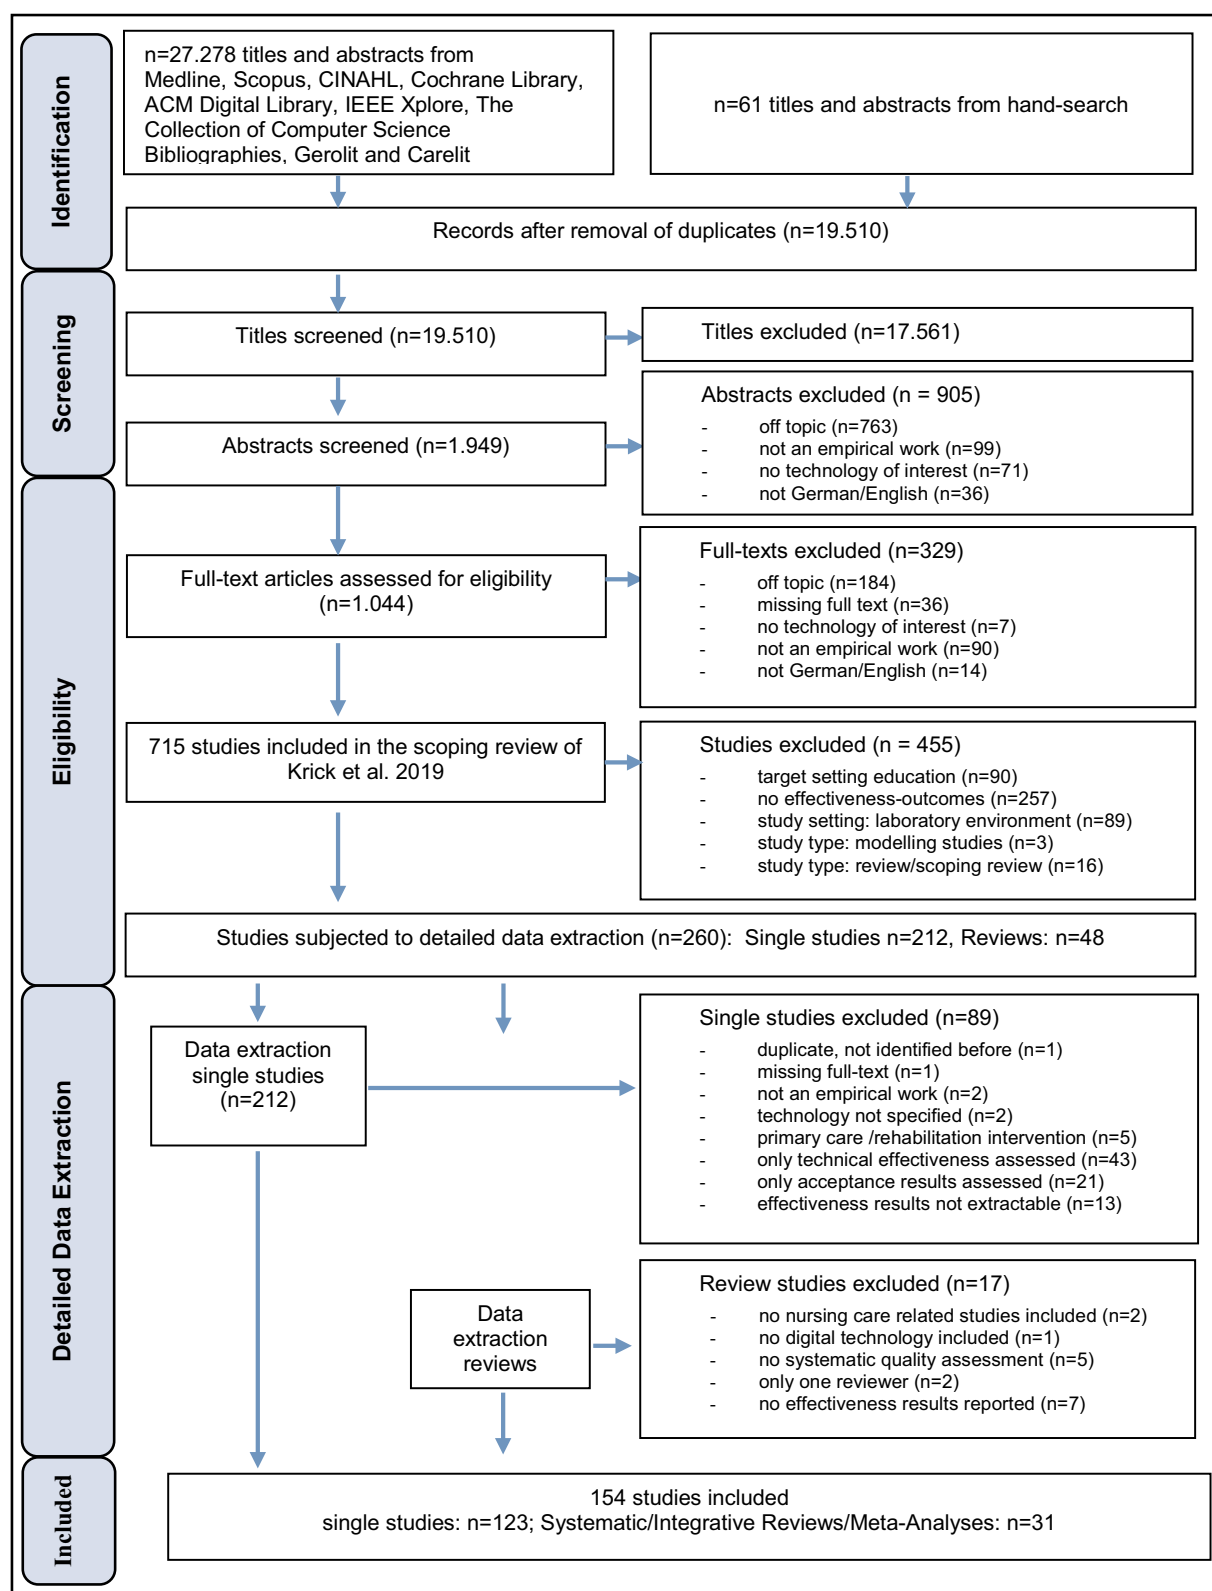 Identification
n=27.278 titles and abstracts from
Medline, Scopus, CINAHL, Cochrane Library,
ACM Digital Library, IEEE Xplore, The
Collection of Computer Science
Bibliographies, Gerolit and Carelit
n=61 titles and abstracts from hand-search
Records after removal of duplicates (n=19.510)
Screening
Titles screened (n=19.510)
Titles excluded (n=17.561)
Abstracts screened (n=1.949)
Abstracts excluded (n = 905)
- off topic (n=763)
- not an empirical work (n=99)
- no technology of interest (n=71)
- not German/English (n=36)
Eligibility
Full-text articles assessed for eligibility
(n=1.044)
Full-texts excluded (n=329)
- off topic (n=184)
- missing full text (n=36)
- no technology of interest (n=7)
- not an empirical work (n=90)
- not German/English (n=14)
715 studies included in the scoping review of
Krick et al. 2019
Studies excluded (n = 455)
- target setting education (n=90)
- no effectiveness-outcomes (n=257)
- study setting: laboratory environment (n=89)
- study type: modelling studies (n=3)
- study type: review/scoping review (n=16)
Studies subjected to detailed data extraction (n=260): Single studies n=212, Reviews: n=48
Detailed Data Extraction
Data extraction
single studies
(n=212)
Single studies excluded (n=89)
- duplicate, not identified before (n=1)
- missing full-text (n=1)
- not an empirical work (n=2)
- technology not specified (n=2)
- primary care /rehabilitation intervention (n=5)
- only technical effectiveness assessed (n=43)
- only acceptance results assessed (n=21)
- effectiveness results not extractable (n=13)
Data
extraction
reviews
Review studies excluded (n=17)
- no nursing care related studies included (n=2)
- no digital technology included (n=1)
- no systematic quality assessment (n=5)
- only one reviewer (n=2)
- no effectiveness results reported (n=7)
Included
154 studies included
single studies: n=123; Systematic/Integrative Reviews/Meta-Analyses: n=31